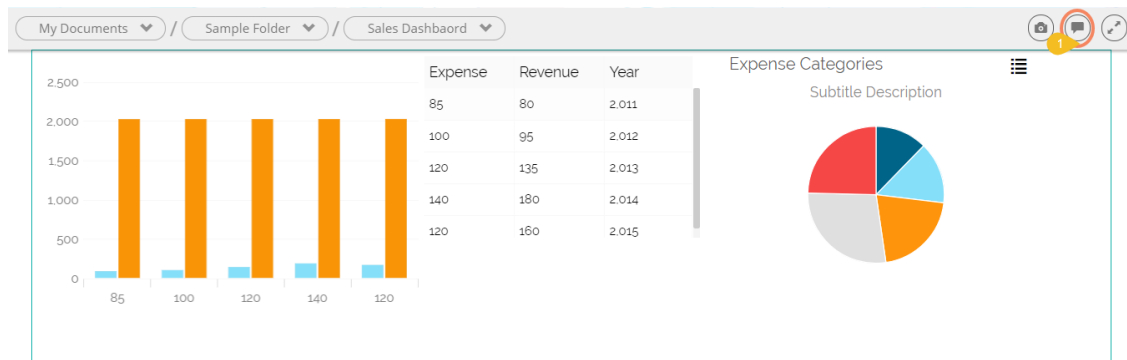 My Documents / Sample Folder / Sales Dashbaord
1
2,500
2,000
1,500
1,000
500
0
85 100 120 140 120
Expense Revenue Year
85 80 2,011
100 95 2,012
120 135 2,013
140 180 2,014
120 160 2,015
Expense Categories
Subtitle Description